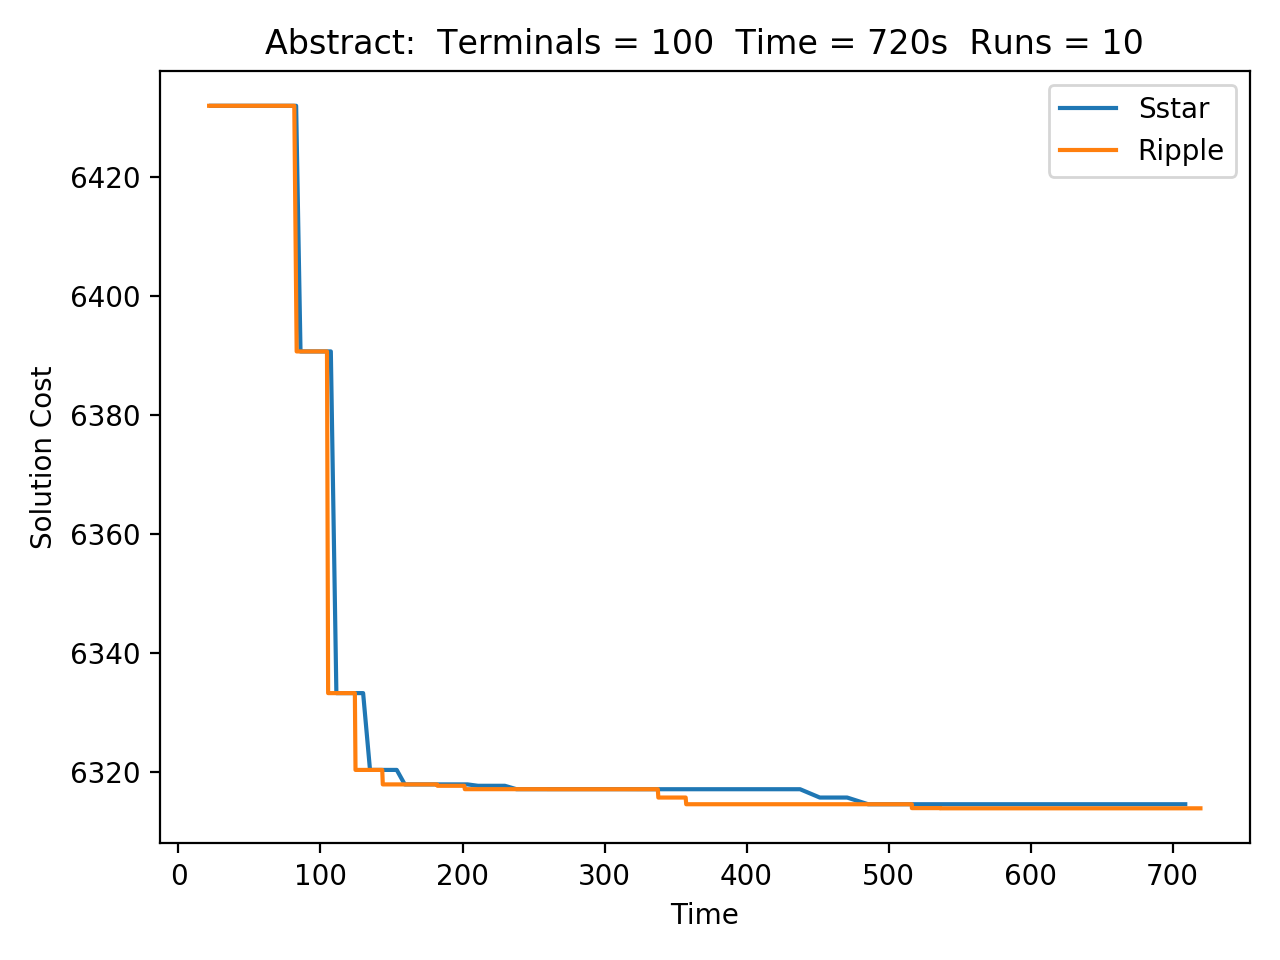 Abstract:  Terminals = 100  Time = 720s  Runs = 10
Sstar
Ripple
6420
6400
6380
6360
6340
6320
Solution Cost
0 100 200 300 400 500 600 700
Time